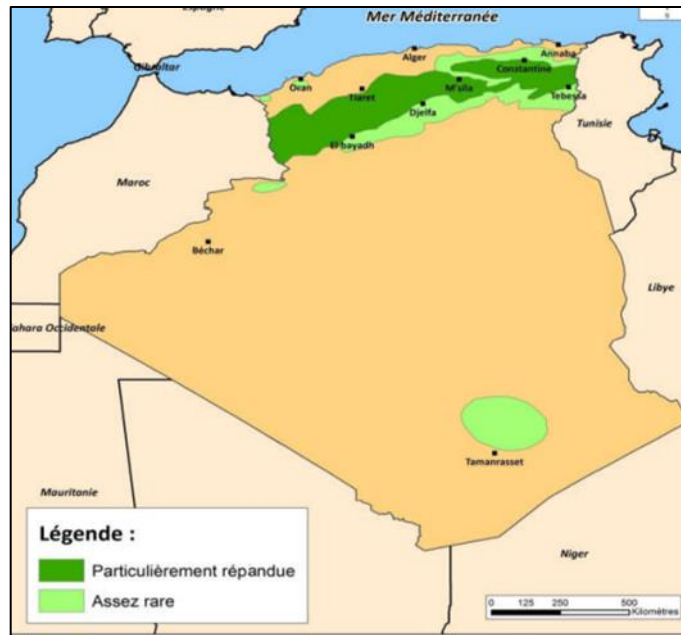 Espagne
Mer Méditerranée
Gibraltar
Alger
Annaba
Constantine
Oran
Tiaret
M'sila
Tebessa
Djelfa
El bayadh
Tunisie
Maroc
Béchar
Libye
ahara Occidentale
Tamanrasset
Mauritanie
Niger
Légende :
Particulièrement répandue
Assez rare
0 125 250 500
Kilomètres